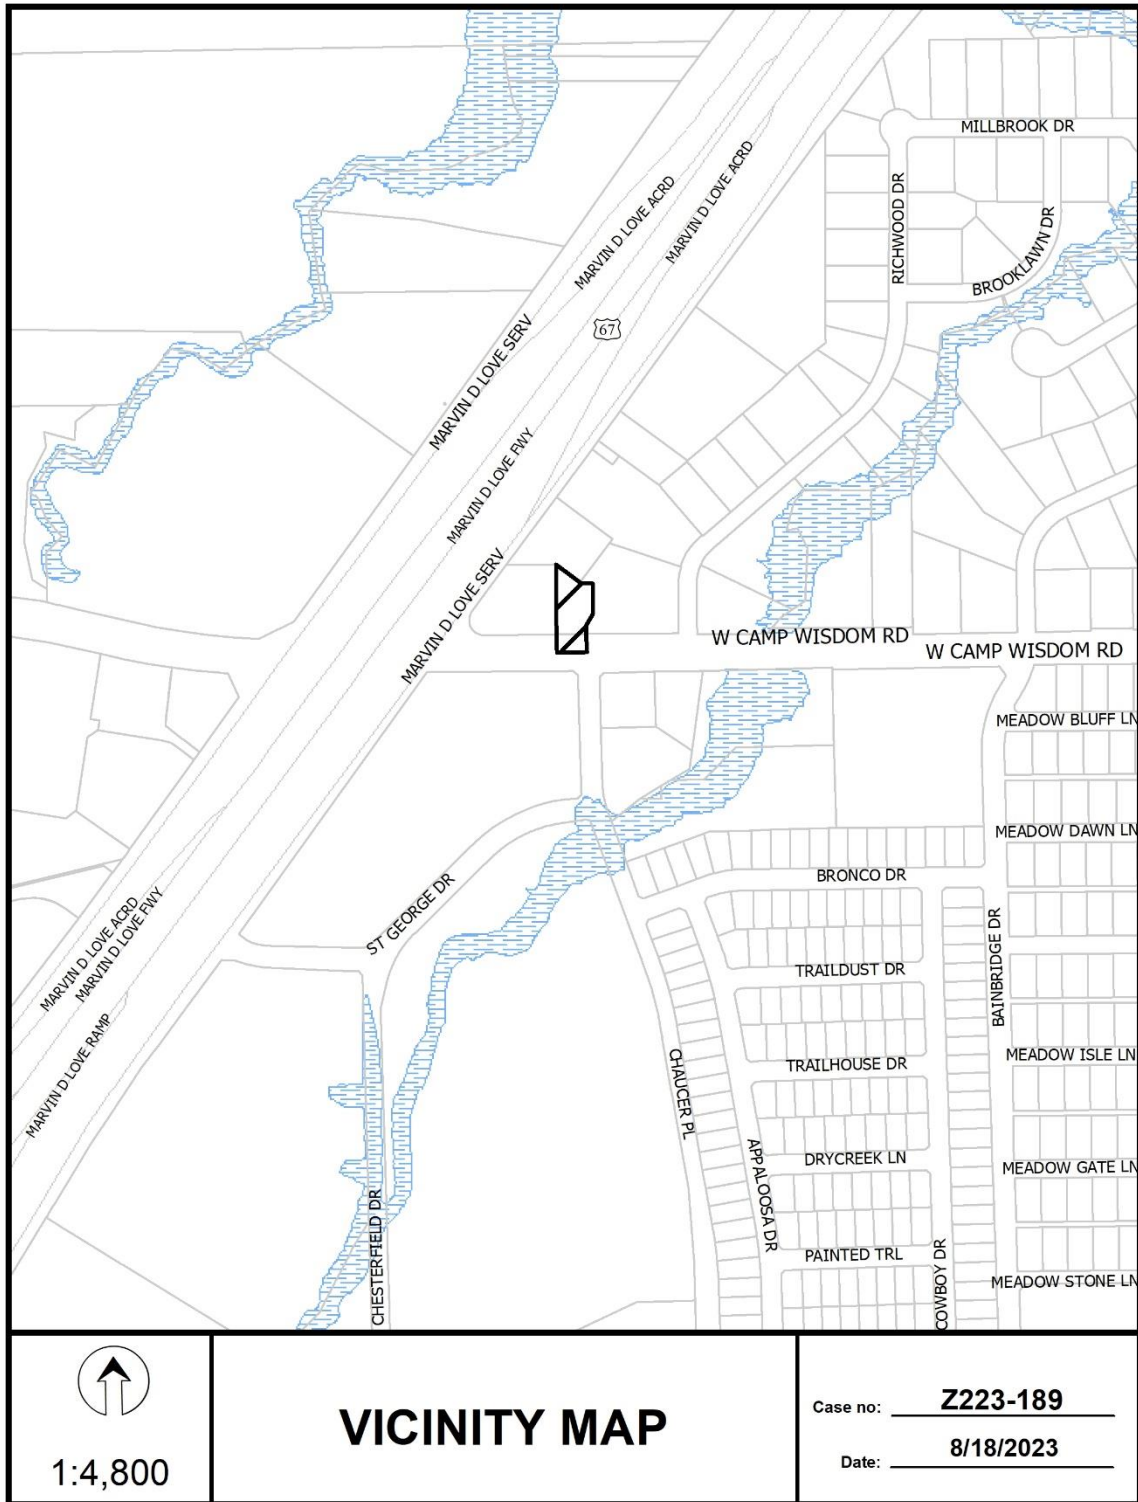 MILLBROOK DR
RICHWOOD DR
BROOKLAWN DR
MARVIN D LOVE ACRD
MARVIN D LOVE ACRD
67
MARVIN D LOVE SERV
MARVIN D LOVE FWY
MARVIN D LOVE SERV
W CAMP WISDOM RD
W CAMP WISDOM RD
MEADOW BLUFF LN
MEADOW DAWN LN
BRONCO DR
ST GEORGE DR
MARVIN D LOVE ACRD
MARVIN D LOVE FWY
MARVIN D LOVE RAMP
TRAILDUST DR
BAINBRIDGE DR
MEADOW ISLE LN
TRAILHOUSE DR
CHAUCER PL
APPALOOSA DR
DRYCREEK LN
MEADOW GATE LN
CHESTERFIELD DR
PAINTED TRL
COWBOY DR
MEADOW STONE LN
1:4,800
VICINITY MAP
Case no: Z223-189
Date: 8/18/2023